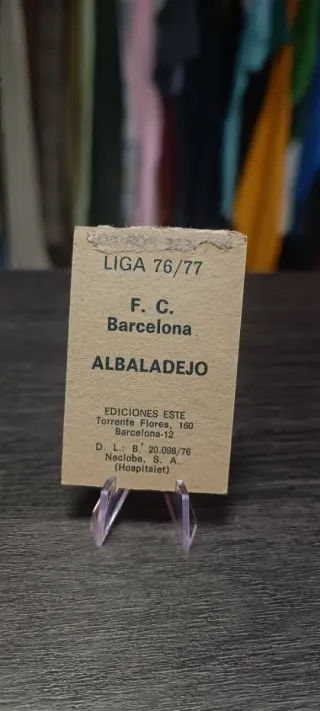 LIGA 76/77
F. C.
Barcelona
ALBALADEJO
EDICIONES ESTE
Torrente Flores, 160
Barcelona-12
D. L.: B. 20.098/76
Neclobe, S. A.
(Hospitalet)